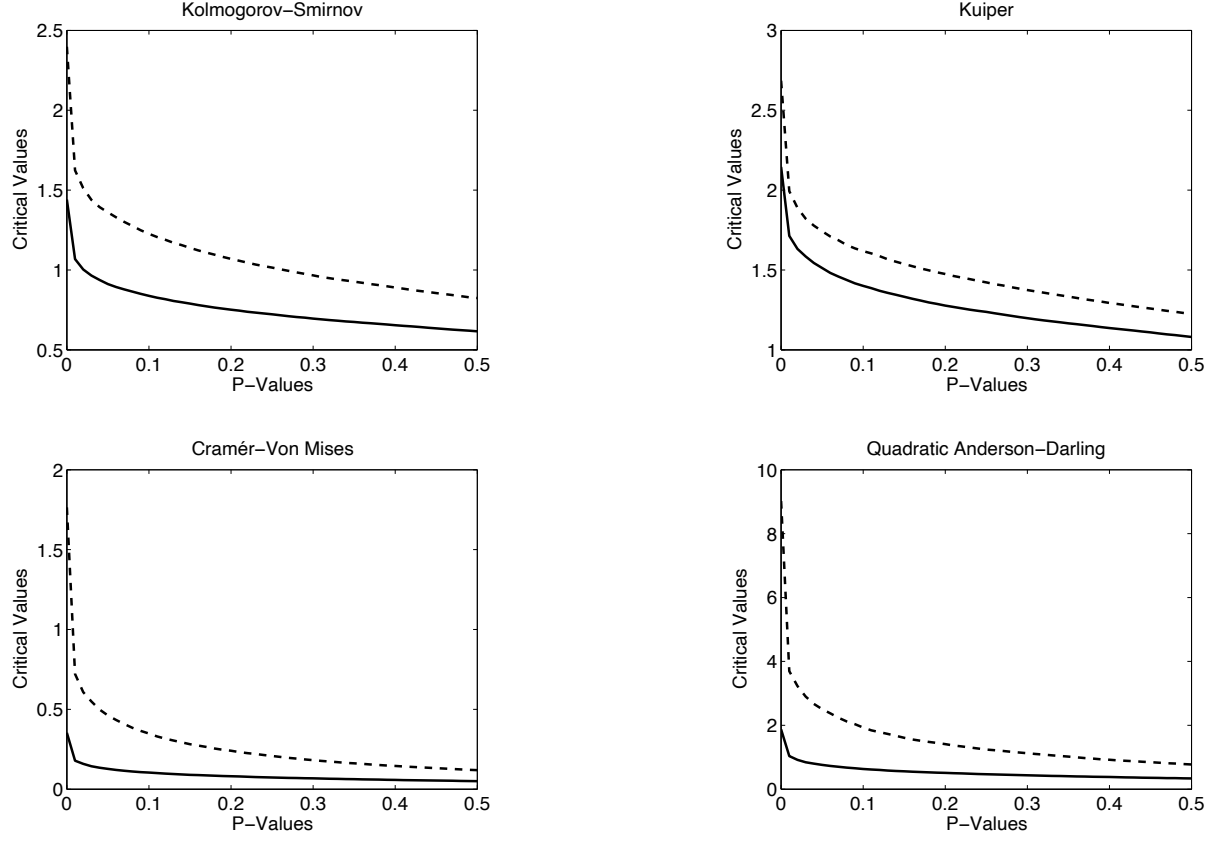 Kolmogorov−Smirnov
2.5
2
1.5
1
0.5
Critical Values
0 0.1 0.2 0.3 0.4 0.5
P−Values
Kuiper
3
2.5
2
1.5
1
Critical Values
0 0.1 0.2 0.3 0.4 0.5
P−Values
Cramér−Von Mises
2
1.5
1
0.5
0
Critical Values
0 0.1 0.2 0.3 0.4 0.5
P−Values
Quadratic Anderson−Darling
10
8
6
4
2
0
Critical Values
0 0.1 0.2 0.3 0.4 0.5
P−Values